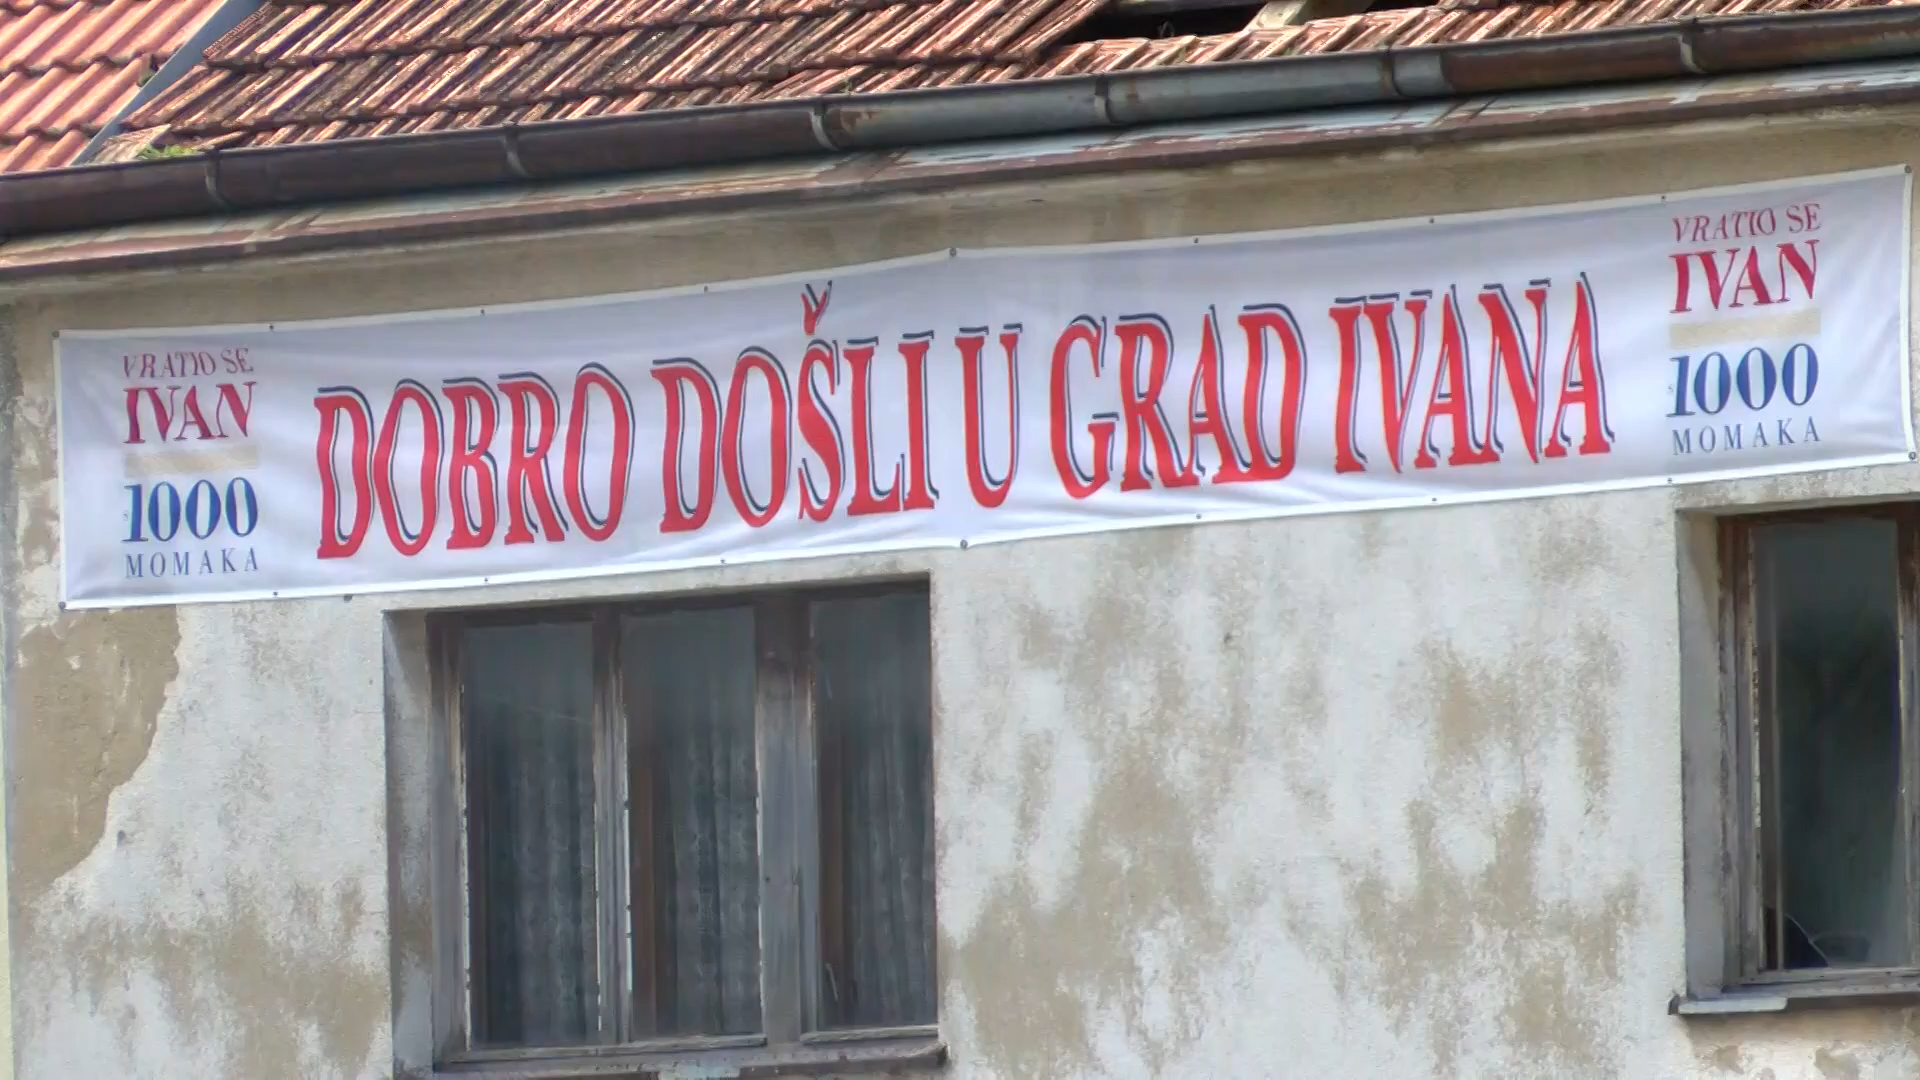 VRATIO SE
IVAN
S 1000
MOMAKA
DOBRO DOŠLI U GRAD IVANA
VRATIO SE
IVAN
S 1000
MOMAKA